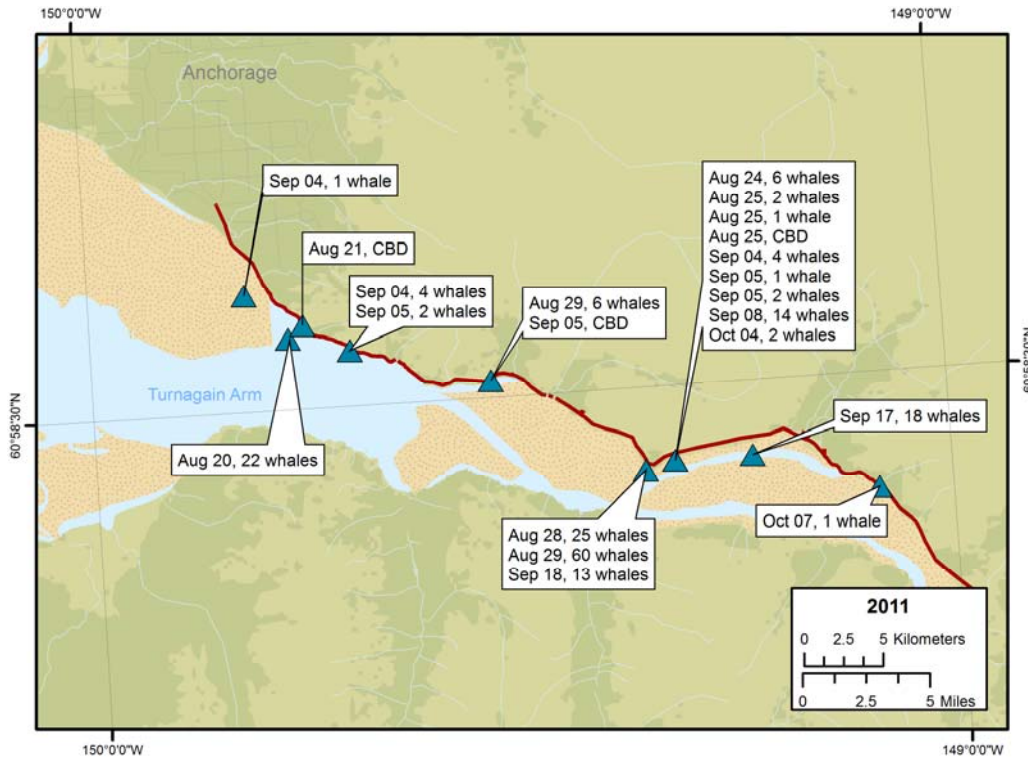 150°0'0"W
149°0'0"W
Anchorage
Sep 04, 1 whale
Aug 21, CBD
Sep 04, 4 whales
Sep 05, 2 whales
Aug 29, 6 whales
Sep 05, CBD
Aug 24, 6 whales
Aug 25, 2 whales
Aug 25, 1 whale
Aug 25, CBD
Sep 04, 4 whales
Sep 05, 1 whale
Sep 05, 2 whales
Sep 08, 14 whales
Oct 04, 2 whales
60°58'30"N
Turnagain Arm
60°58'30"N
Sep 17, 18 whales
Aug 20, 22 whales
Oct 07, 1 whale
Aug 28, 25 whales
Aug 29, 60 whales
Sep 18, 13 whales
2011
0 2.5 5 Kilometers
0 2.5 5 Miles
150°0'0"W
149°0'0"W